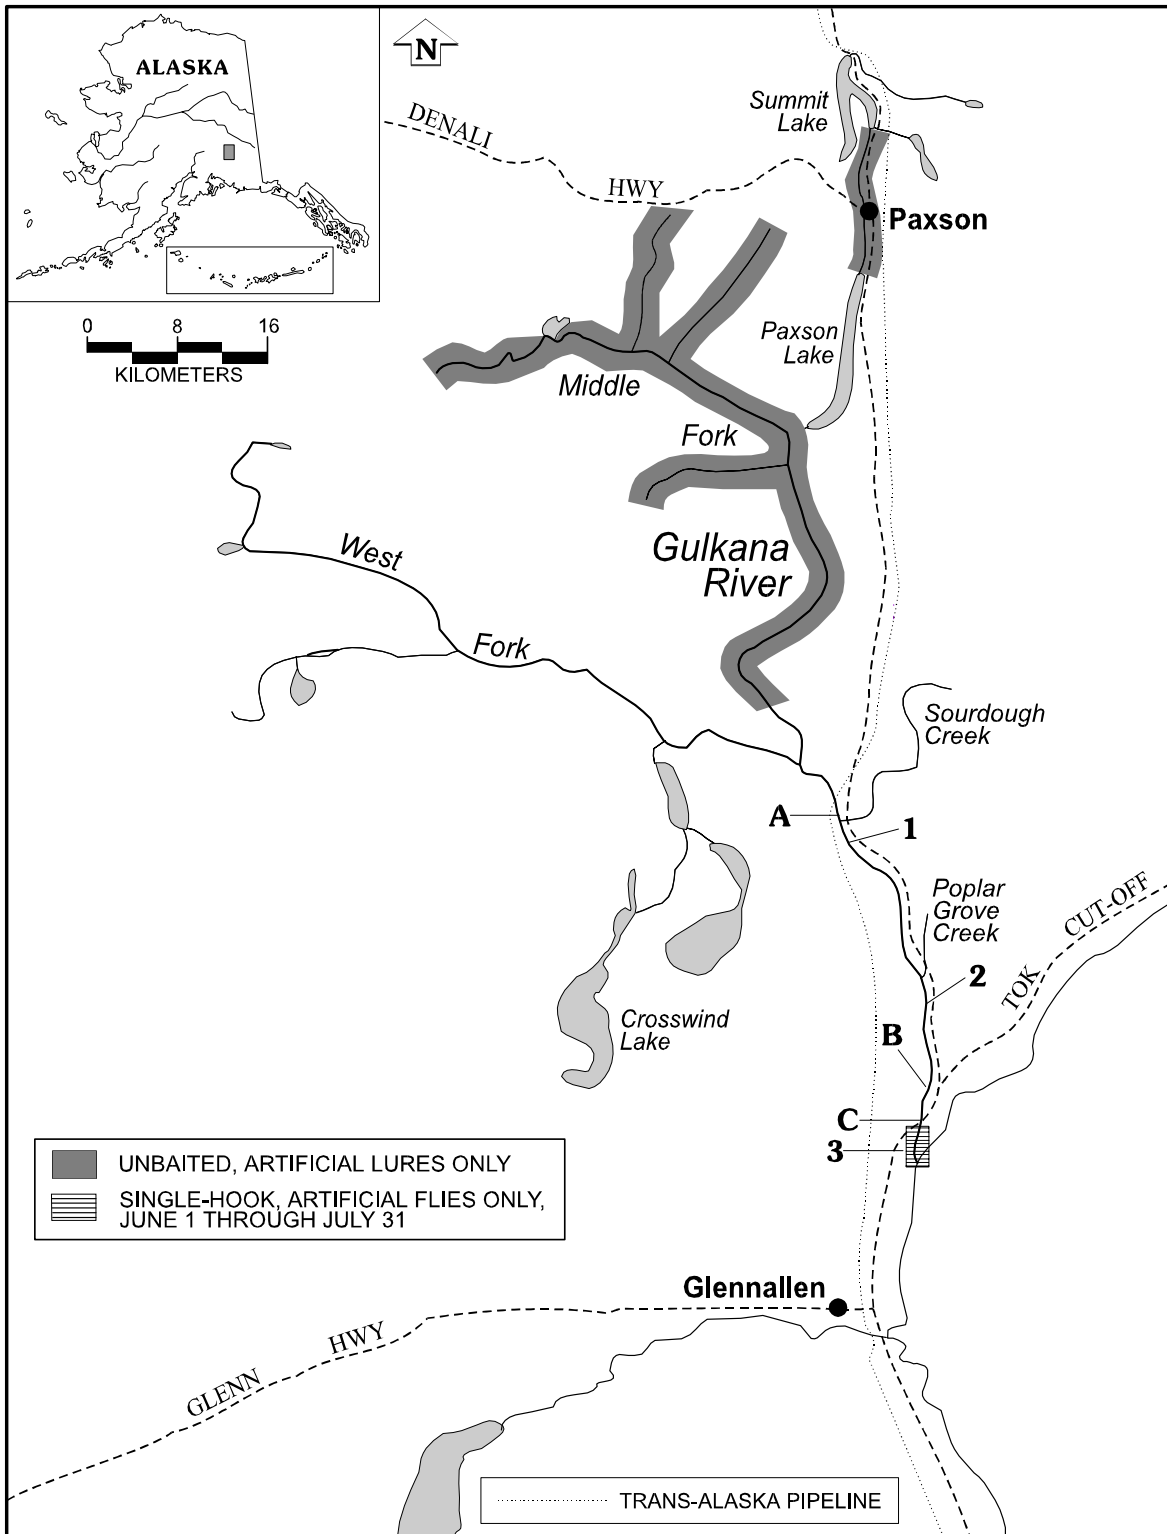 ALASKA
N
DENALI
HWY
Summit
Lake
Paxson
0 8 16
KILOMETERS
Paxson
Lake
Middle
Fork
Gulkana
River
West
Fork
Sourdough
Creek
A
1
Poplar
Grove
Creek
TOK CUT-OFF
2
B
Crosswind
Lake
C
3
UNBAITED, ARTIFICIAL LURES ONLY
SINGLE-HOOK, ARTIFICIAL FLIES ONLY,
JUNE 1 THROUGH JULY 31
Glennallen
GLENN HWY
TRANS-ALASKA PIPELINE